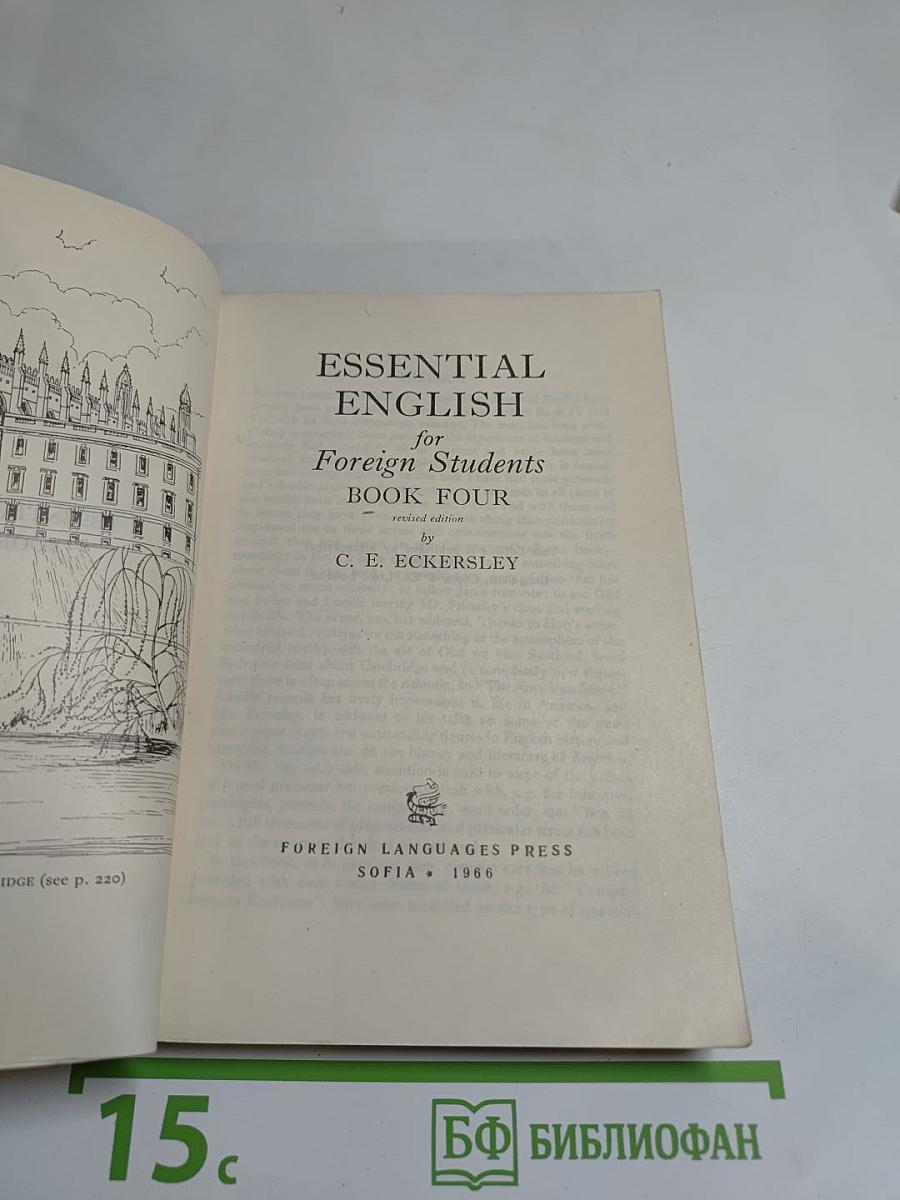 IDGE (see p. 220)
ESSENTIAL
ENGLISH
for
Foreign Students
BOOK FOUR
revised edition
by
C. E. ECKERSLEY
FOREIGN LANGUAGES PRESS
SOFIA * 1966
15 с
БФ БИБЛИОФАН